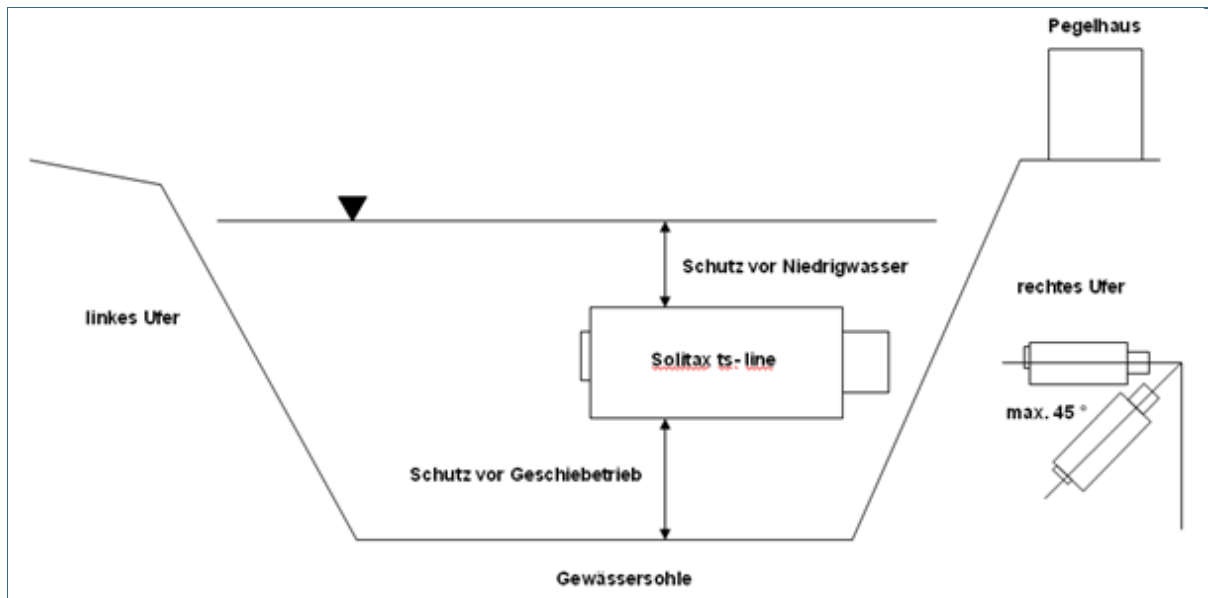 Pegelhaus
Schutz vor Niedrigwasser
rechtes Ufer
linkes Ufer
Solitax ts-line
max. 45 °
Schutz vor Geschiebetrieb
Gewässersohle